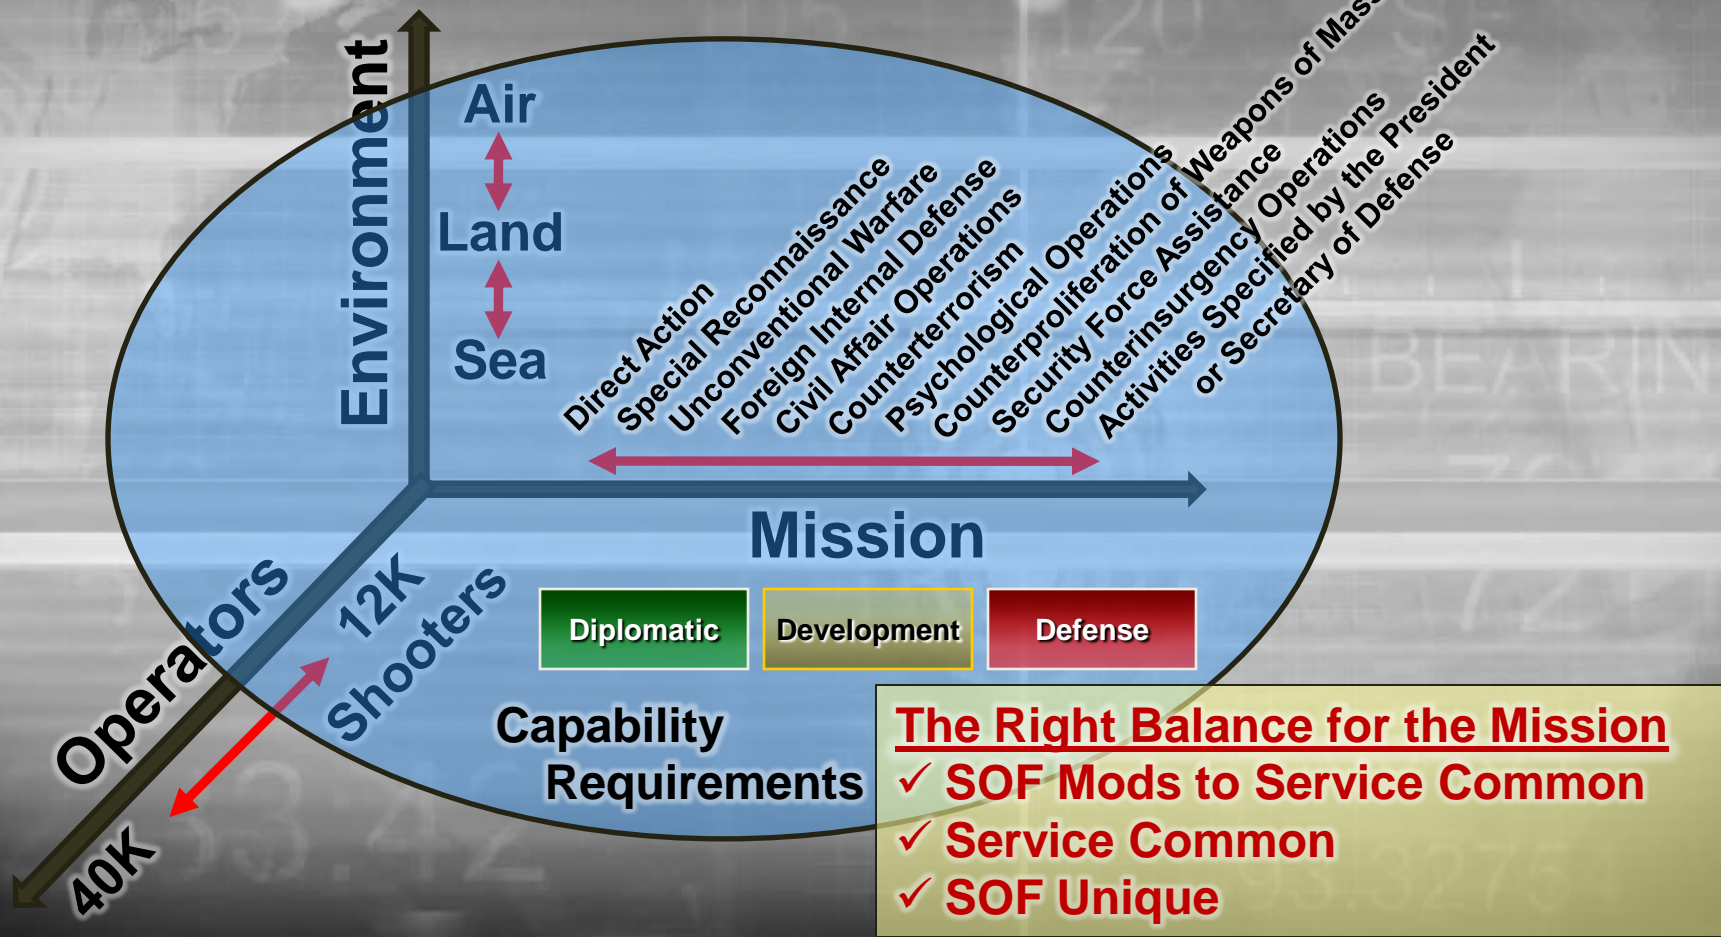 Environment
Air
Land
Sea
Direct Action
Special Reconnaissance
Unconventional Warfare
Foreign Internal Defense
Civil Affair Operations
Counterterrorism
Psychological Operations
Counterproliferation of Weapons of Mass
Security Force Assistance
Counterinsurgency Operations
Activities Specified by the President
or Secretary of Defense
Mission
Operators
12K
Shooters
40K
Diplomatic
Development
Defense
Capability
Requirements
The Right Balance for the Mission
✓ SOF Mods to Service Common
✓ Service Common
✓ SOF Unique